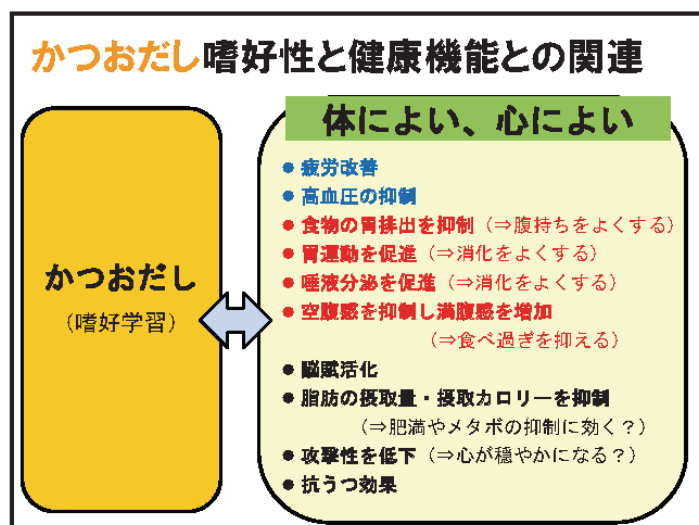 かつおだし嗜好性と健康機能との関連
かつおだし
(嗜好学習)
体によい、心によい
●疲労改善
●高血圧の抑制
●食物の胃排出を抑制(⇒腹持ちをよくする)
●胃運動を促進(⇒消化をよくする)
●唾液分泌を促進(⇒消化をよくする)
●空腹感を抑制し満腹感を増加
(⇒食べ過ぎを抑える)
●脳賦活化
●脂肪の摂取量・摂取カロリーを抑制
(⇒肥満やメタボの抑制に効く?)
●攻撃性を低下(⇒心が穏やかになる?)
●抗うつ効果